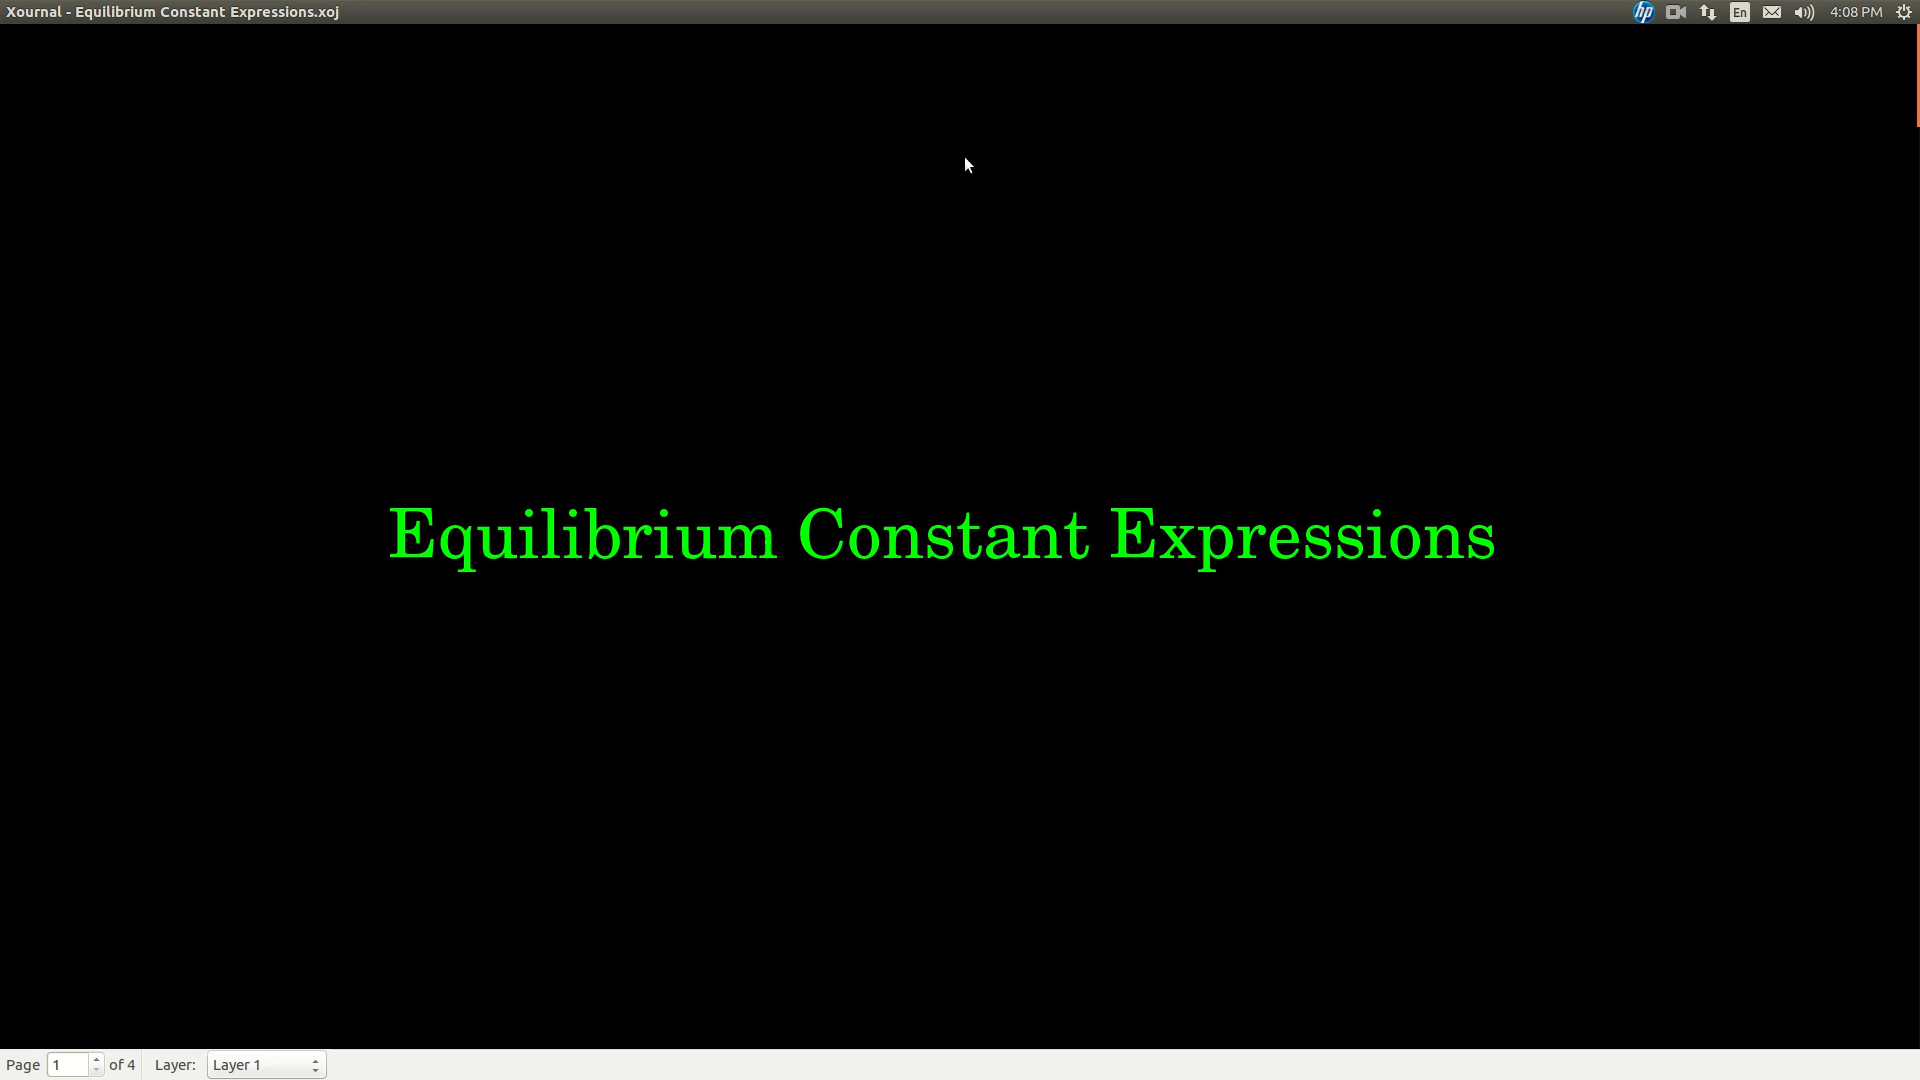 Xournal - Equilibrium Constant Expressions.xoj
hp
En
4:08 PM
Equilibrium Constant Expressions
Page 1 of 4 Layer: Layer 1